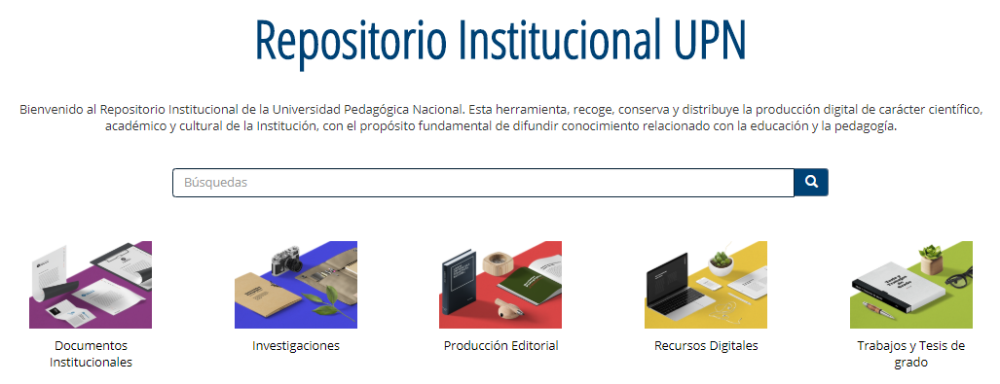 Repositorio Institucional UPN
Bienvenido al Repositorio Institucional de la Universidad Pedagógica Nacional. Esta herramienta, recoge, conserva y distribuye la producción digital de carácter científico,
académico y cultural de la Institución, con el propósito fundamental de difundir conocimiento relacionado con la educación y la pedagogía.
Búsquedas
Documentos
Institucionales
Investigaciones
Producción Editorial
Recursos Digitales
Trabajos y Tesis de
grado